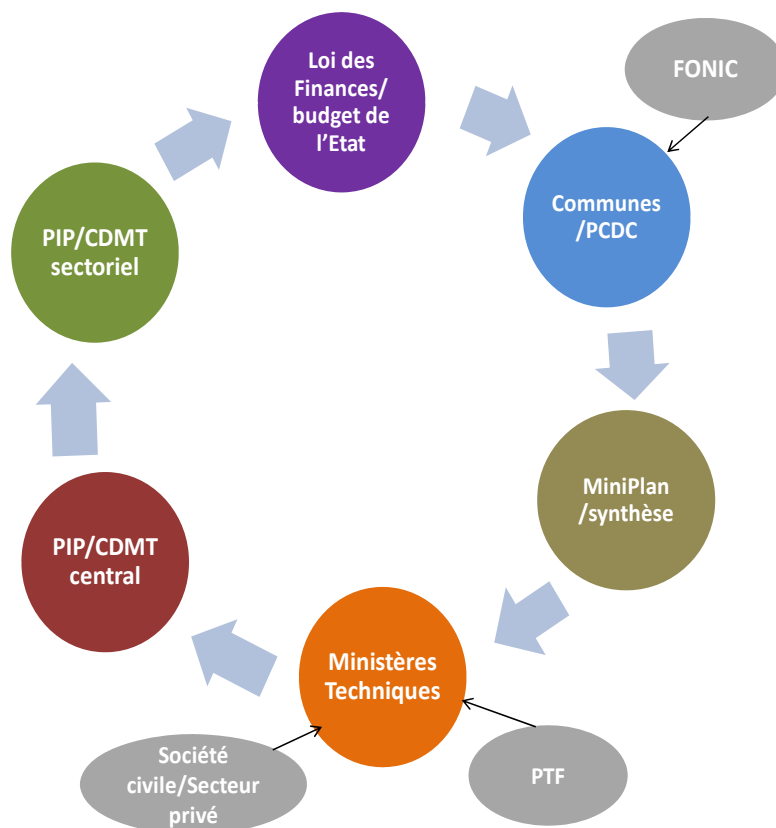 Loi des
Finances/
budget de
l'Etat
FONIC
Communes
/PCDC
PIP/CDMT
sectoriel
MiniPlan
/synthèse
PIP/CDMT
central
Ministères
Techniques
Société
civile/Secteur
privé
PTF